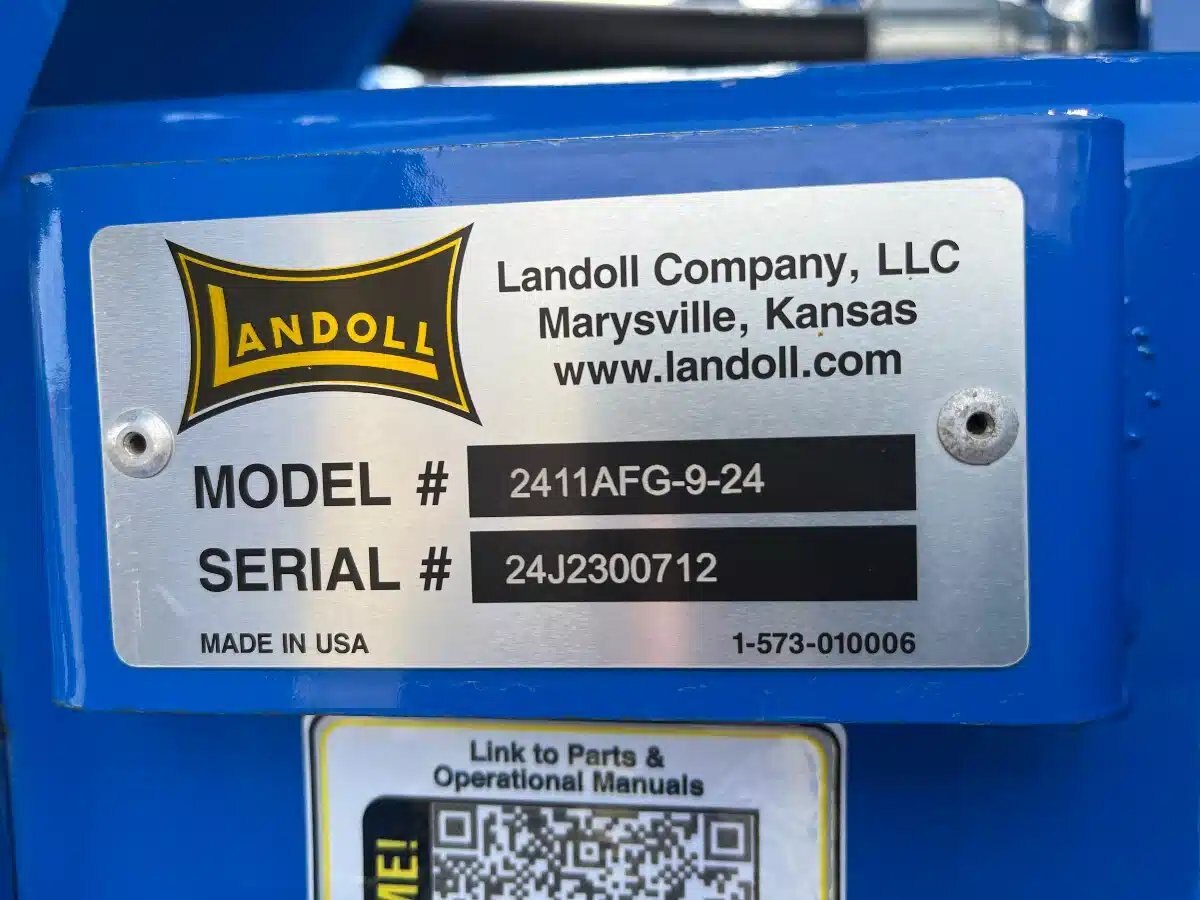 LANDOLL
Landoll Company, LLC
Marysville, Kansas
www.landoll.com
MODEL # 2411AFG-9-24
SERIAL # 24J2300712
MADE IN USA 1-573-010006
Link to Parts &
Operational Manuals
ME!